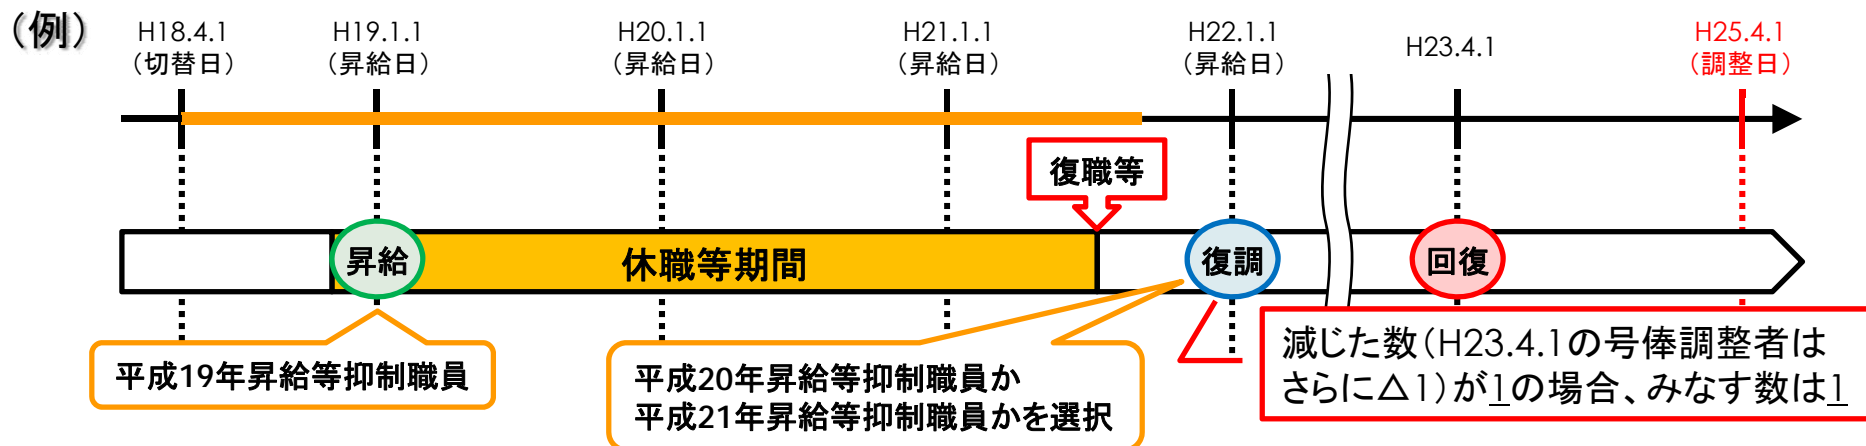 (例)
H18.4.1
(切替日)
H19.1.1
(昇給日)
H20.1.1
(昇給日)
H21.1.1
(昇給日)
H22.1.1
(昇給日)
H23.4.1
H25.4.1
(調整日)
復職等
昇給
休職等期間
復調
回復
平成19年昇給等抑制職員
平成20年昇給等抑制職員か
平成21年昇給等抑制職員かを選択
減じた数(H23.4.1の号俸調整者は
さらに△1)が1の場合、みなす数は1